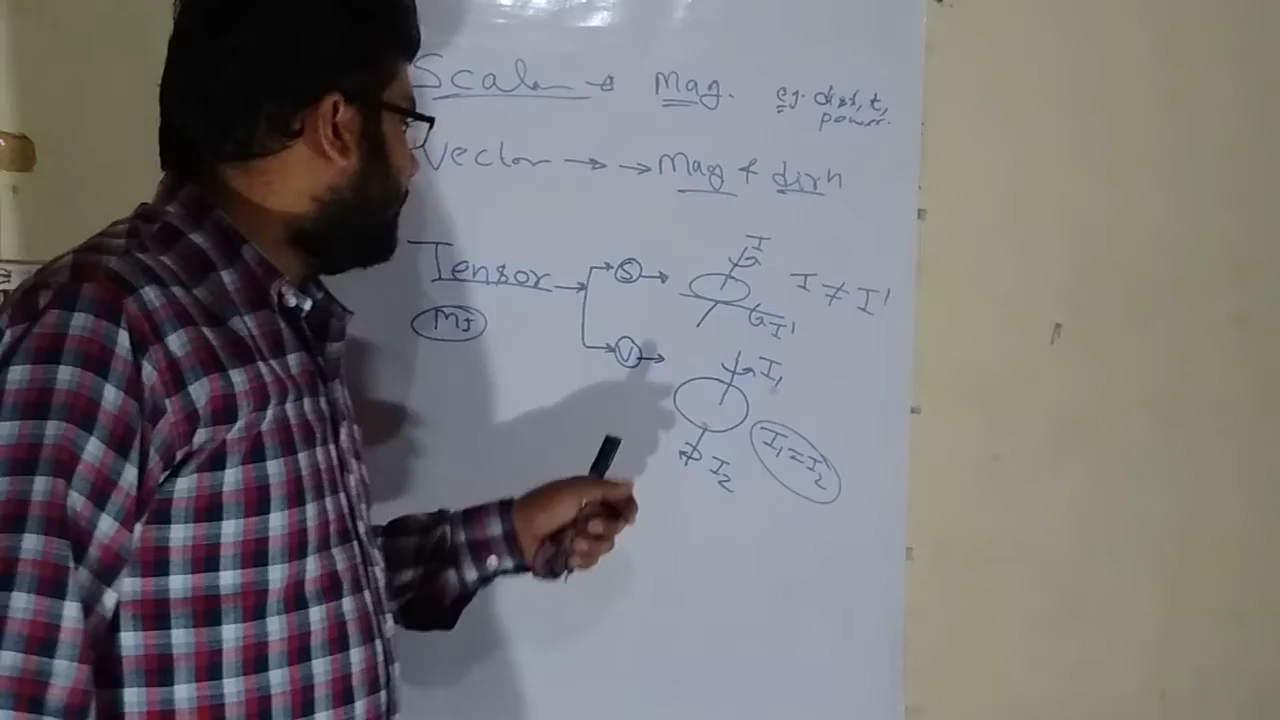 Scalar → Mag. eg. dist, t,
power.
Vector → → Mag & dirn
Tensor →
MI
S → I I ≠ I'
I'
V → I₁
I₁ = I₂
I₂